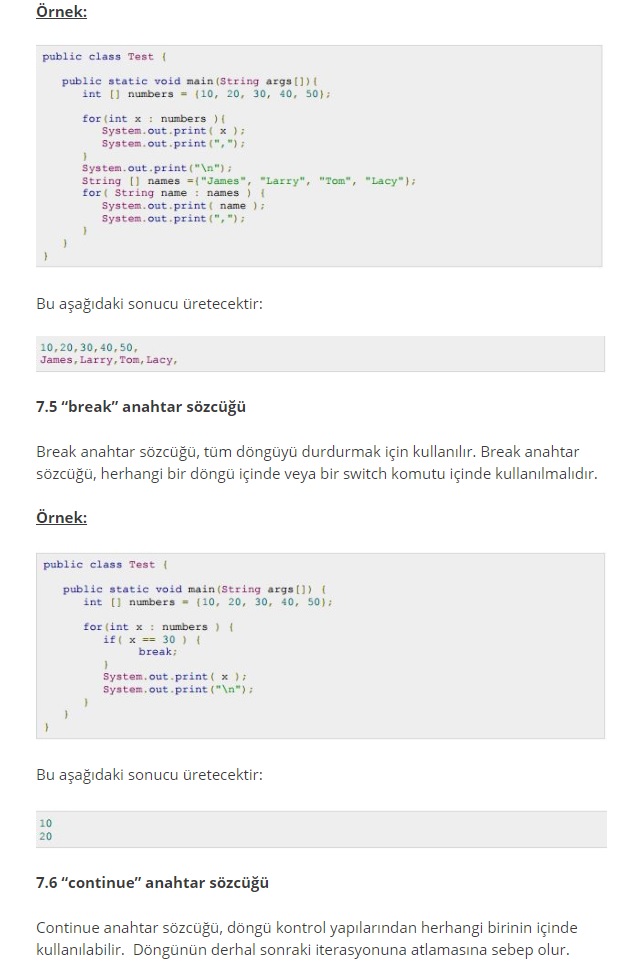 Örnek:
public class Test {
public static void main(String args[]){
int [] numbers = {10, 20, 30, 40, 50};
for(int x : numbers ){
System.out.print( x );
System.out.print(",");
}
System.out.print("\n");
String [] names ={"James", "Larry", "Tom", "Lacy"};
for( String name : names ) {
System.out.print( name );
System.out.print(",");
}
}
}
Bu aşağıdaki sonucu üretecektir:
10,20,30,40,50,
James,Larry,Tom,Lacy,
7.5 “break” anahtar sözcüğü
Break anahtar sözcüğü, tüm döngüyü durdurmak için kullanılır. Break anahtar
sözcüğü, herhangi bir döngü içinde veya bir switch komutu içinde kullanılmalıdır.
Örnek:
public class Test {
public static void main(String args[]) {
int [] numbers = {10, 20, 30, 40, 50};
for(int x : numbers ) {
if( x == 30 ) {
break;
}
System.out.print( x );
System.out.print("\n");
}
}
}
Bu aşağıdaki sonucu üretecektir:
10
20
7.6 “continue” anahtar sözcüğü
Continue anahtar sözcüğü, döngü kontrol yapılarından herhangi birinin içinde
kullanılabilir. Döngünün derhal sonraki iterasyonuna atlamasına sebep olur.